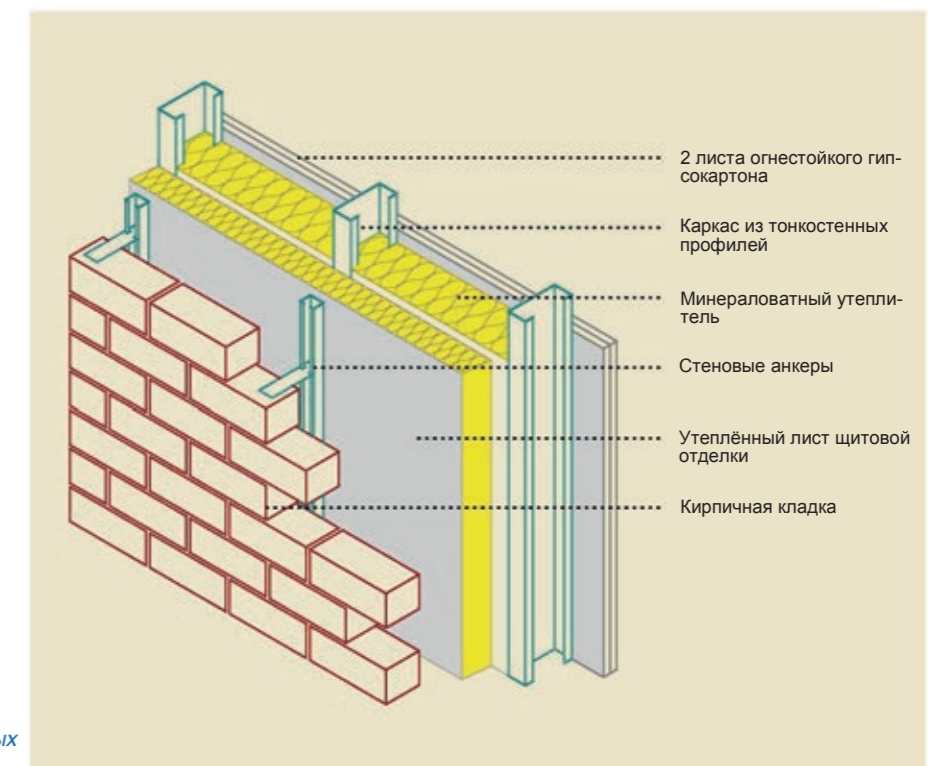 2 листа огнестойкого гип-
сокартона
Каркас из тонкостенных
профилей
Минераловатный утепли-
тель
Стеновые анкеры
Утеплённый лист щитовой
отделки
Кирпичная кладка
ых